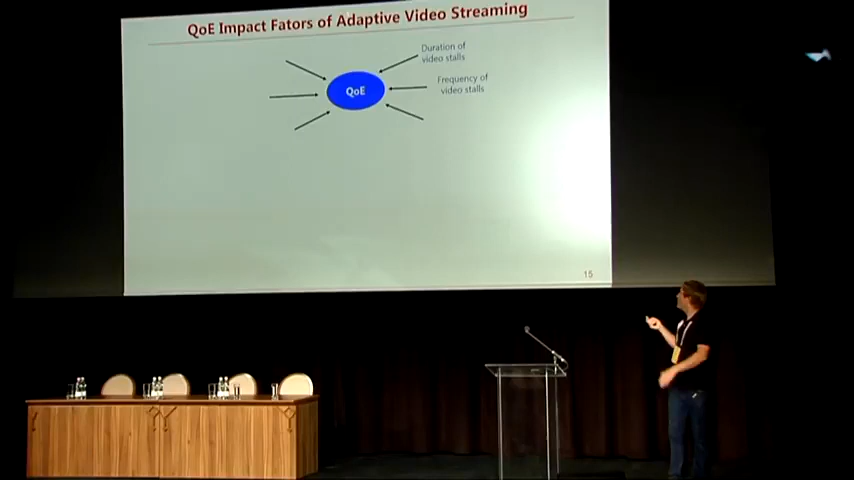 QoE Impact Fators of Adaptive Video Streaming
Duration of
video stalls
QoE
Frequency of
video stalls
15